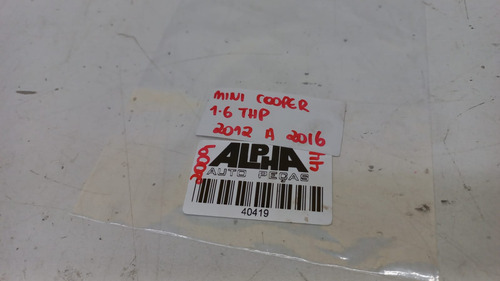 MINI COOPER
1.6 THP
2012 A 2016
ALPHA
AUTO PEÇAS
40419